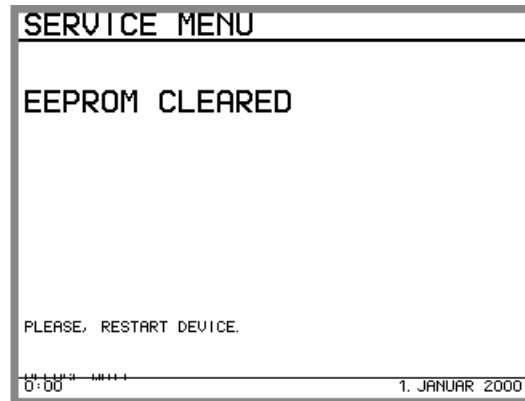 SERVICE MENU
EEPROM CLEARED
PLEASE, RESTART DEVICE.
0:00 1. JANUAR 2000